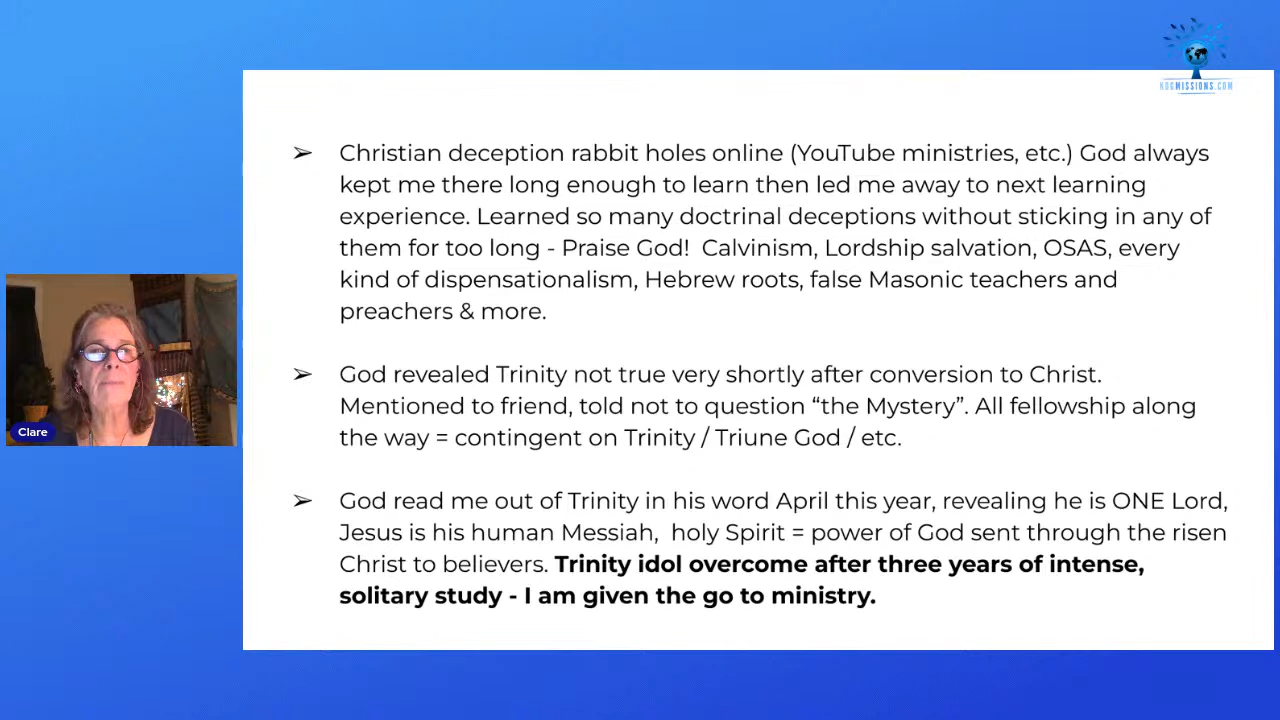 KOGMISSIONS.COM
➢ Christian deception rabbit holes online (YouTube ministries, etc.) God always
kept me there long enough to learn then led me away to next learning
experience. Learned so many doctrinal deceptions without sticking in any of
them for too long - Praise God!  Calvinism, Lordship salvation, OSAS, every
kind of dispensationalism, Hebrew roots, false Masonic teachers and
preachers & more.
➢ God revealed Trinity not true very shortly after conversion to Christ.
Mentioned to friend, told not to question “the Mystery”. All fellowship along
the way = contingent on Trinity / Triune God / etc.
➢ God read me out of Trinity in his word April this year, revealing he is ONE Lord,
Jesus is his human Messiah,  holy Spirit = power of God sent through the risen
Christ to believers. Trinity idol overcome after three years of intense,
solitary study - I am given the go to ministry.
Clare